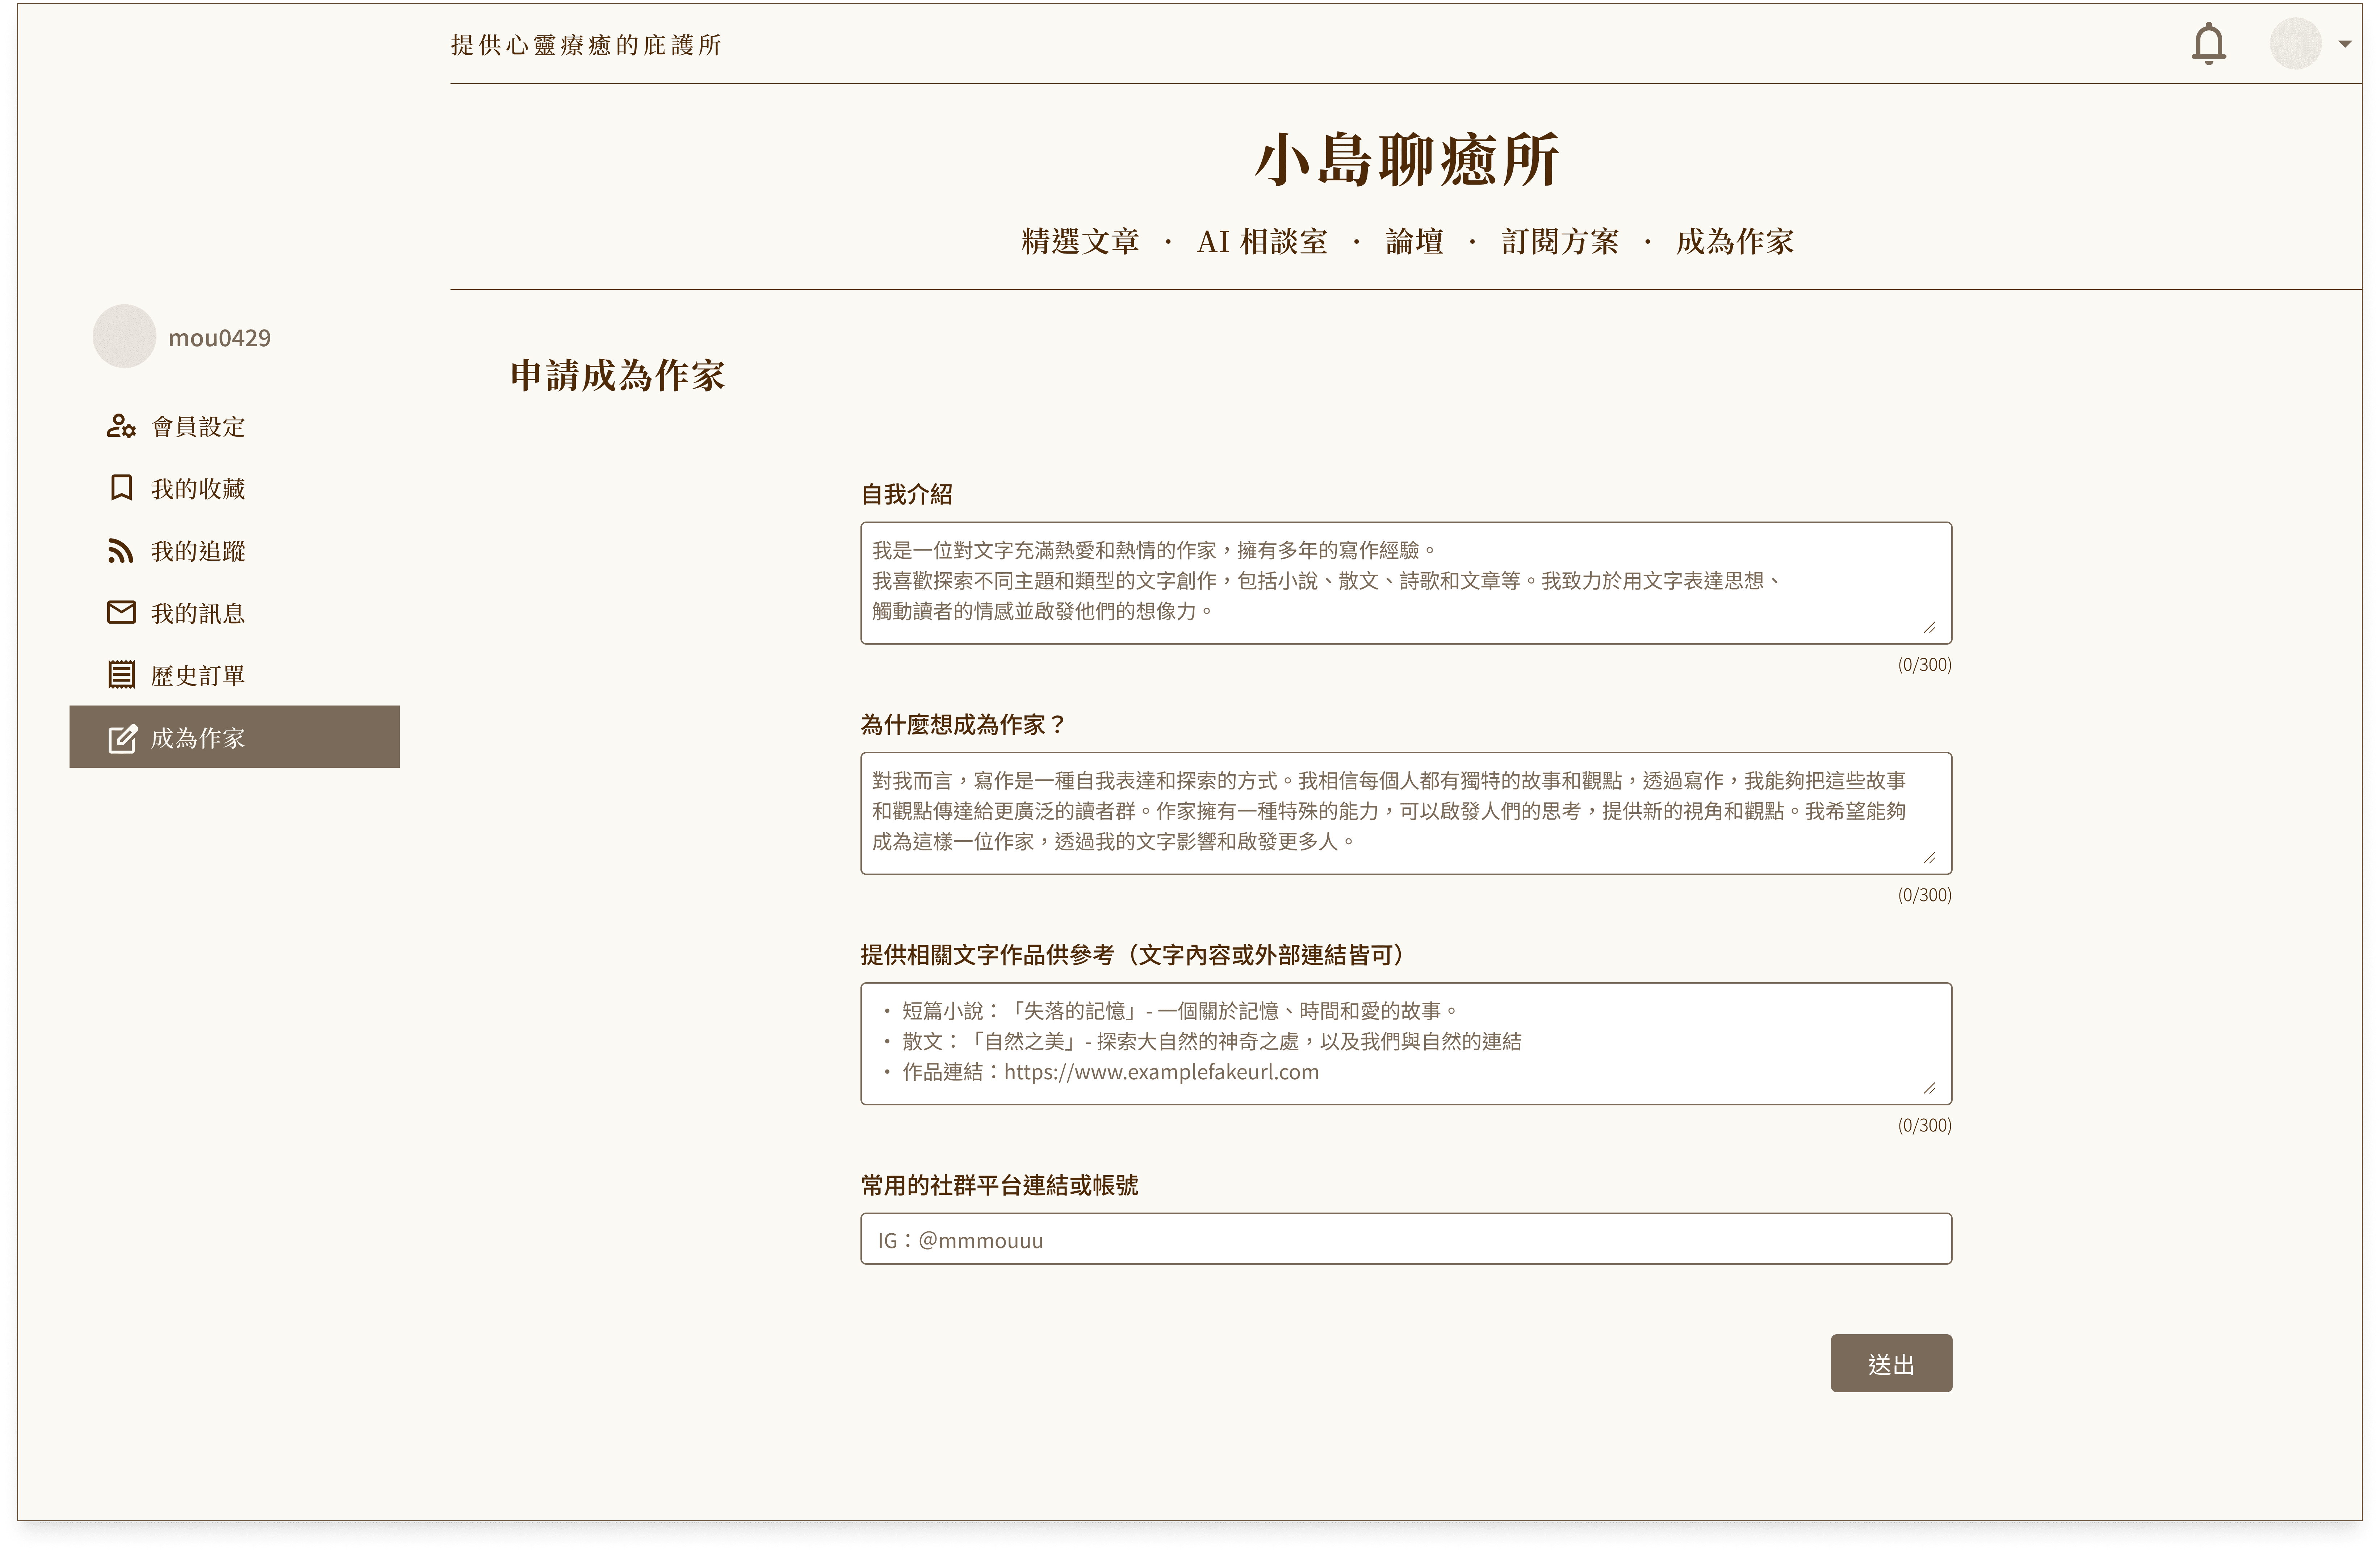 提供心靈療癒的庇護所
小島聊癒所
精選文章 · AI 相談室 · 論壇 · 訂閱方案 · 成為作家
mou0429
會員設定
我的收藏
我的追蹤
我的訊息
歷史訂單
成為作家
申請成為作家
自我介紹
我是一位對文字充滿熱愛和熱情的作家，擁有多年的寫作經驗。
我喜歡探索不同主題和類型的文字創作，包括小說、散文、詩歌和文章等。我致力於用文字表達思想、
觸動讀者的情感並啟發他們的想像力。
(0/300)
為什麼想成為作家？
對我而言，寫作是一種自我表達和探索的方式。我相信每個人都有獨特的故事和觀點，透過寫作，我能夠把這些故事
和觀點傳達給更廣泛的讀者群。作家擁有一種特殊的能力，可以啟發人們的思考，提供新的視角和觀點。我希望能夠
成為這樣一位作家，透過我的文字影響和啟發更多人。
(0/300)
提供相關文字作品供參考（文字內容或外部連結皆可）
• 短篇小說：「失落的記憶」- 一個關於記憶、時間和愛的故事。
• 散文：「自然之美」- 探索大自然的神奇之處，以及我們與自然的連結
• 作品連結：https://www.examplefakeurl.com
(0/300)
常用的社群平台連結或帳號
IG：@mmmouuu
送出